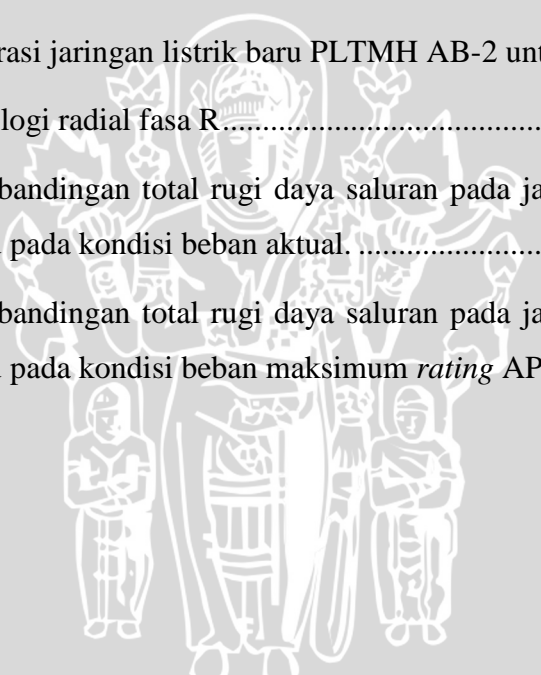 rasi jaringan listrik baru PLTMH AB-2 unt
logi radial fasa R.......................................
bandingan total rugi daya saluran pada ja
pada kondisi beban aktual. ......................
bandingan total rugi daya saluran pada ja
pada kondisi beban maksimum rating AP